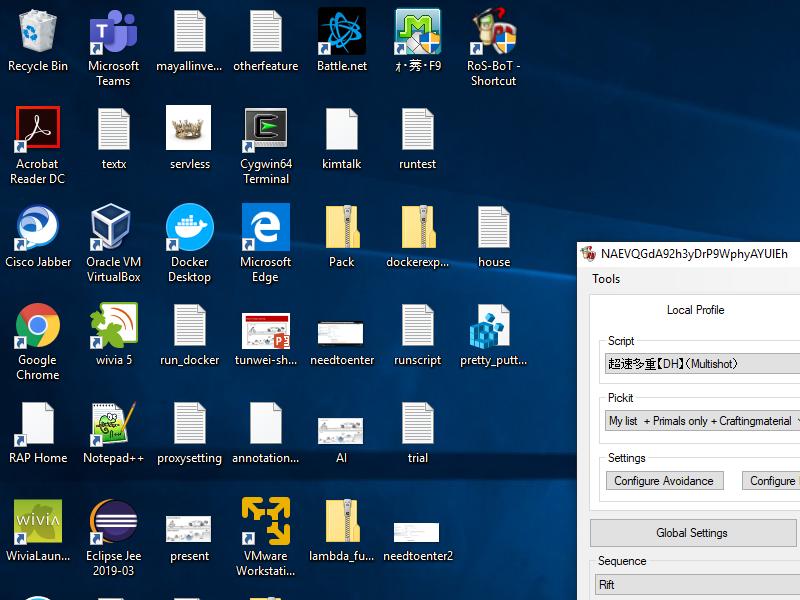 Recycle Bin
Microsoft Teams
mayallinve...
otherfeature
Battle.net
ｵ・莠・F9
RoS-BoT - Shortcut
Acrobat Reader DC
textx
servless
Cygwin64 Terminal
kimtalk
runtest
Cisco Jabber
Oracle VM VirtualBox
Docker Desktop
Microsoft Edge
Pack
dockerexp...
house
Google Chrome
wivia 5
run_docker
tunwei-sh...
needtoenter
runscript
pretty_putt...
RAP Home
Notepad++
proxysetting
annotation...
AI
trial
WiviaLaun...
Eclipse Jee 2019-03
present
VMware Workstati...
lambda_fu...
needtoenter2
NAEVQGdA92h3yDrP9WphyAYUIEh
Tools
Local Profile
Script
超速多重【DH】（Multishot）
Pickit
My list + Primals only + Craftingmaterial
Settings
Configure Avoidance
Configure
Global Settings
Sequence
Rift